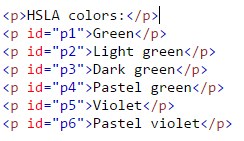 <p>HSLA colors:</p>
<p id="p1">Green</p>
<p id="p2">Light green</p>
<p id="p3">Dark green</p>
<p id="p4">Pastel green</p>
<p id="p5">Violet</p>
<p id="p6">Pastel violet</p>